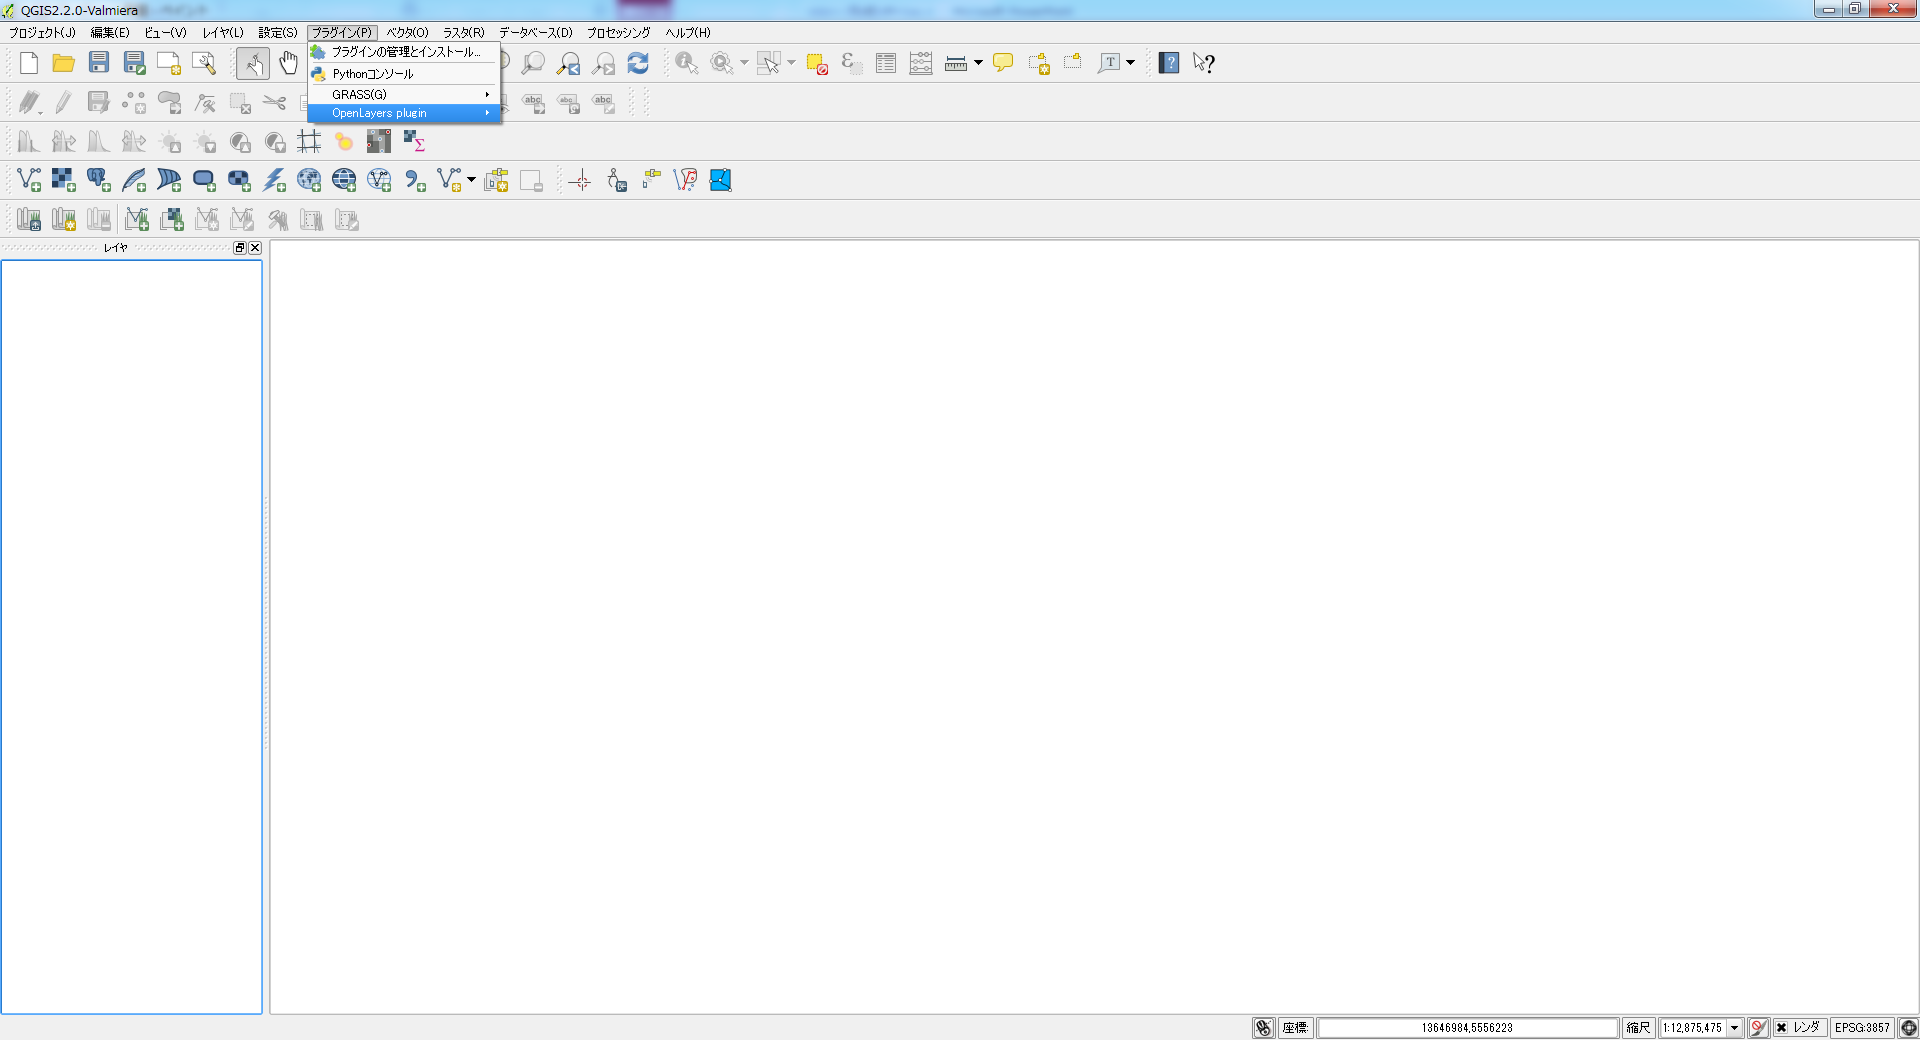 QGIS2.2.0-Valmiera
プロジェクト(J) 編集(E) ビュー(V) レイヤ(L) 設定(S) プラグイン(P) ベクタ(O) ラスタ(R) データベース(D) プロセッシング ヘルプ(H)
プラグインの管理とインストール...
Pythonコンソール
GRASS(G)
OpenLayers plugin
abc abc abc
レイヤ
座標: 13646984,5556223 縮尺 1:12,875,475 レンダ EPSG:3857